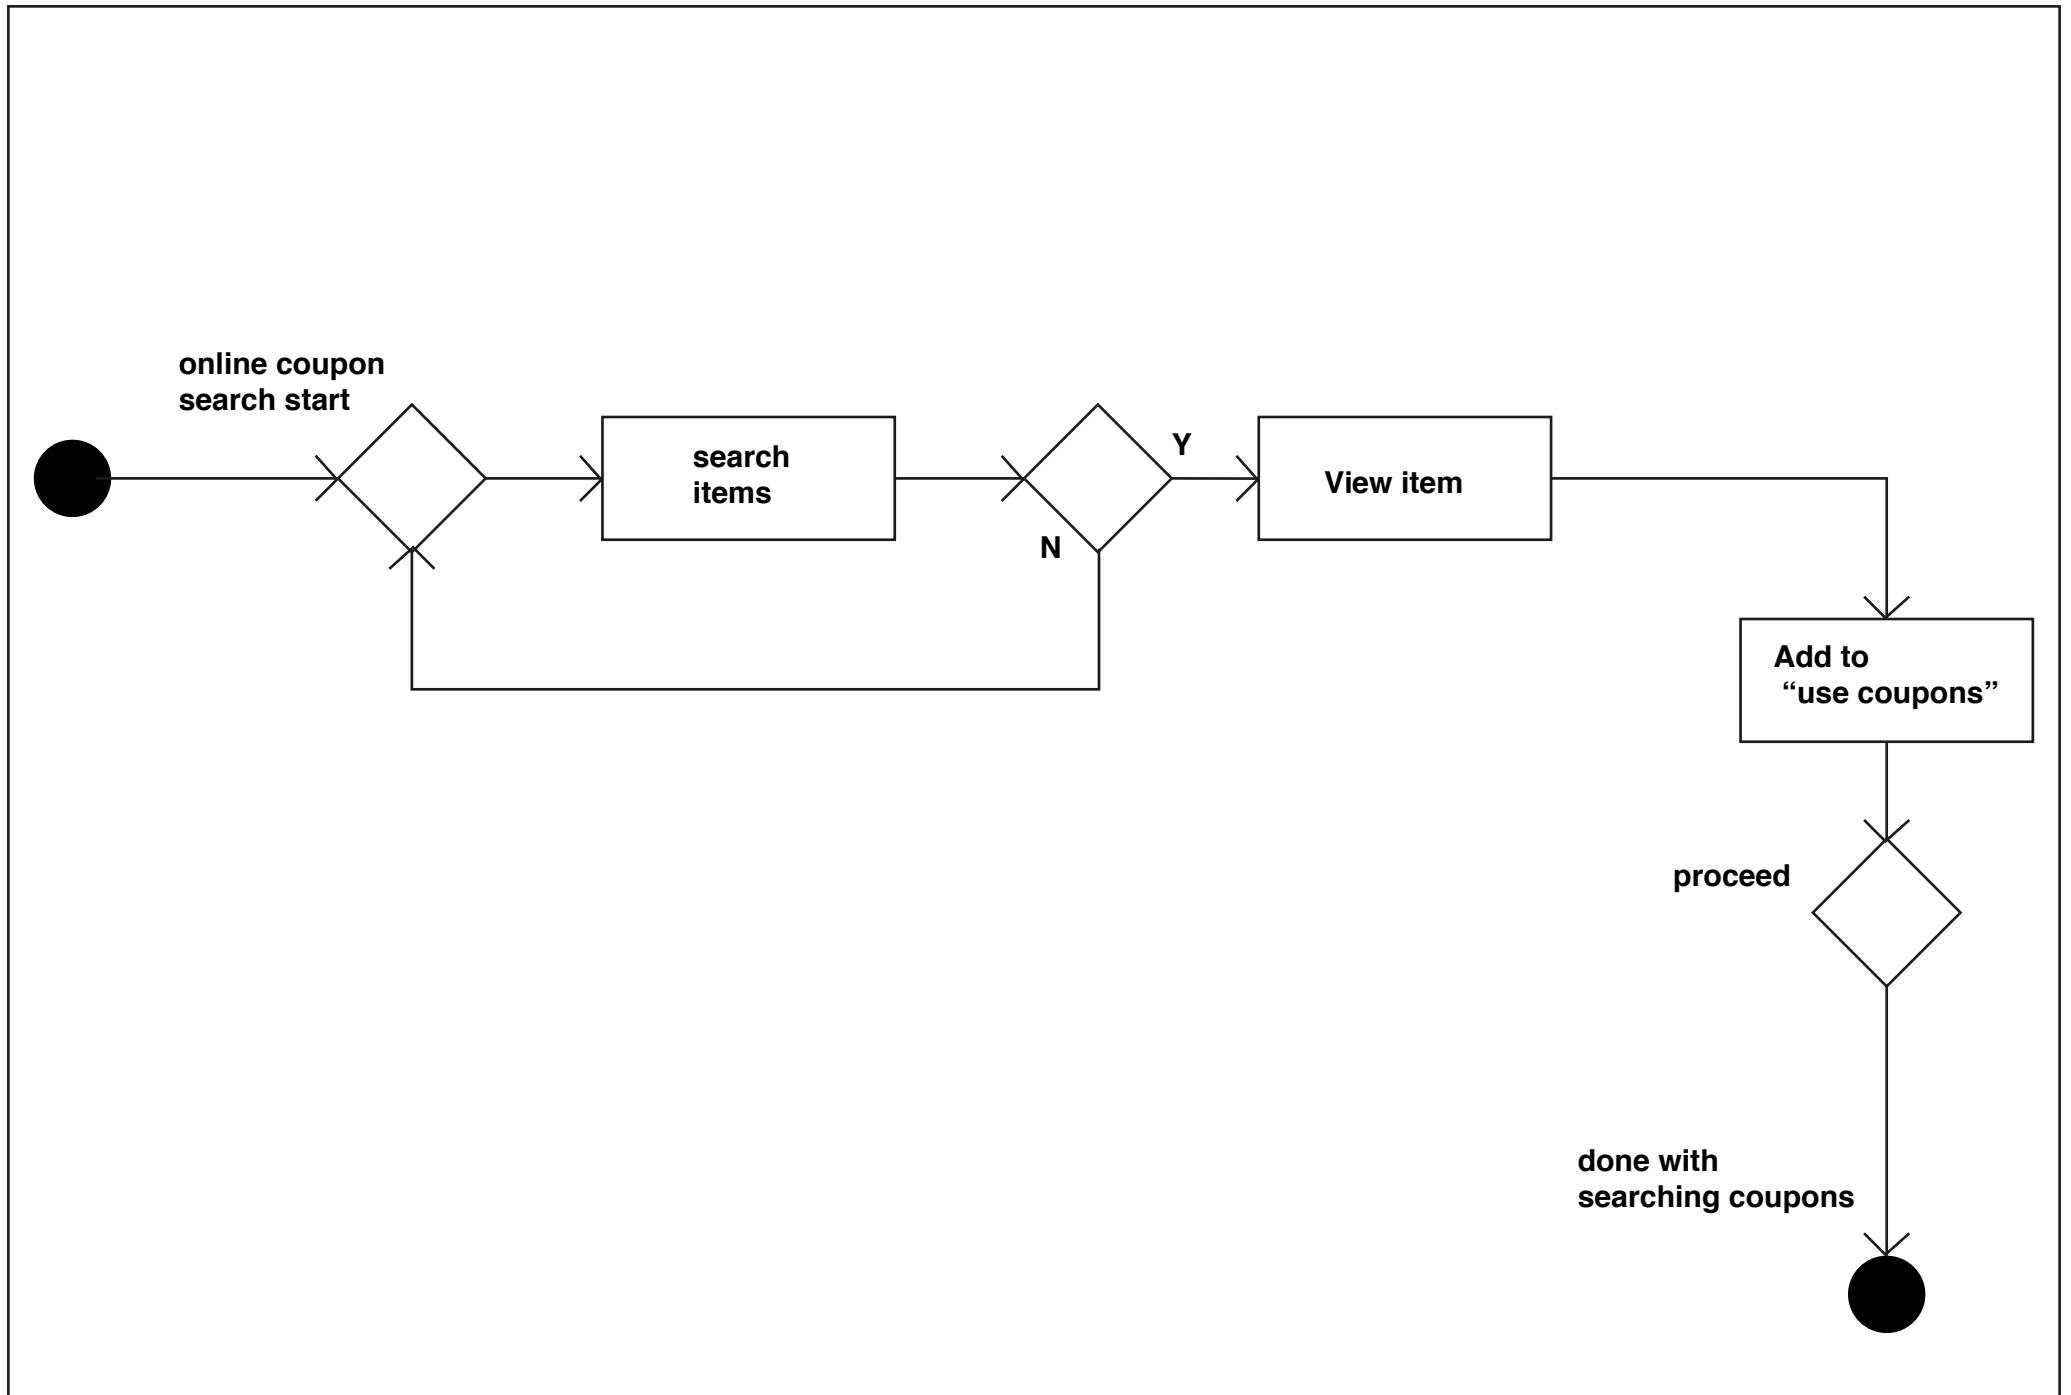 online coupon
search start
search
items
Y
N
View item
Add to
“use coupons”
proceed
done with
searching coupons